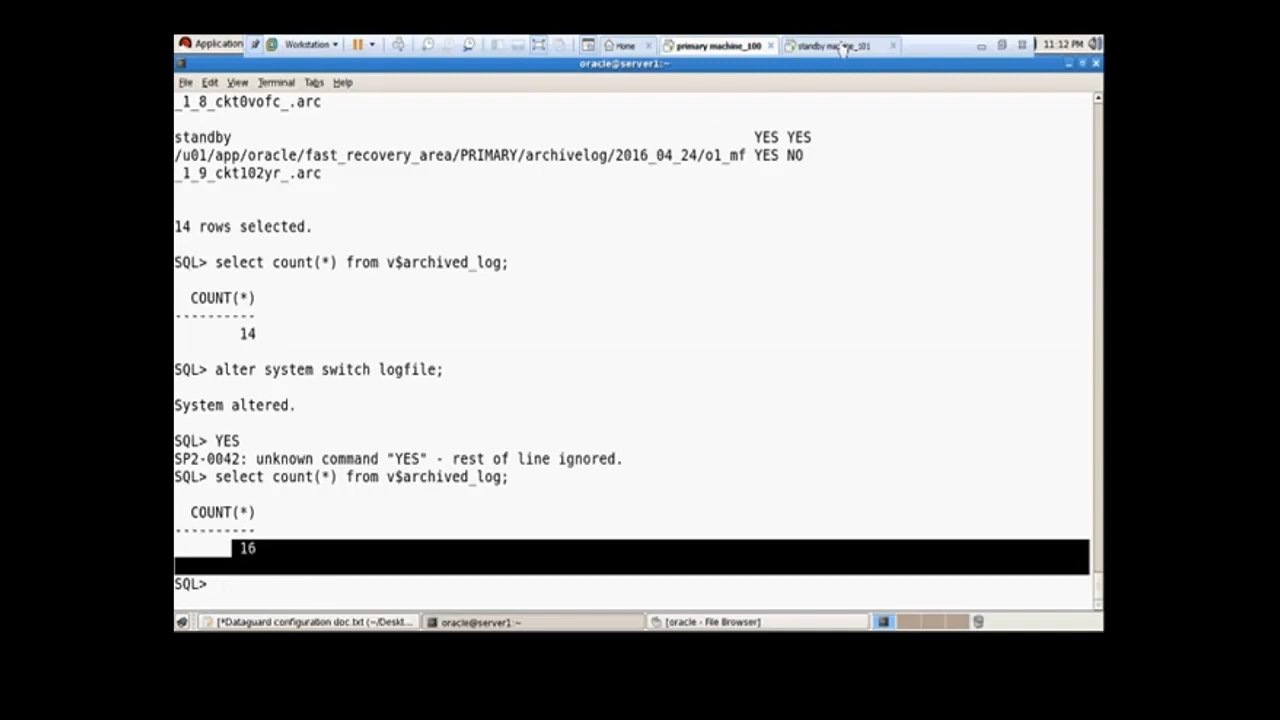 Application Workstation Home primary machine_100 standby machine_101 11:12 PM
oracle@server1:~
File Edit View Terminal Tabs Help
_1_8_ckt0vofc_.arc
standby YES YES
/u01/app/oracle/fast_recovery_area/PRIMARY/archivelog/2016_04_24/o1_mf YES NO
_1_9_ckt102yr_.arc
14 rows selected.
SQL> select count(*) from v$archived_log;
COUNT(*)
----------
14
SQL> alter system switch logfile;
System altered.
SQL> YES
SP2-0042: unknown command "YES" - rest of line ignored.
SQL> select count(*) from v$archived_log;
COUNT(*)
----------
16
SQL>
[*Dataguard configuration doc.txt (~/Deskt... oracle@server1:~ [oracle - File Browser]